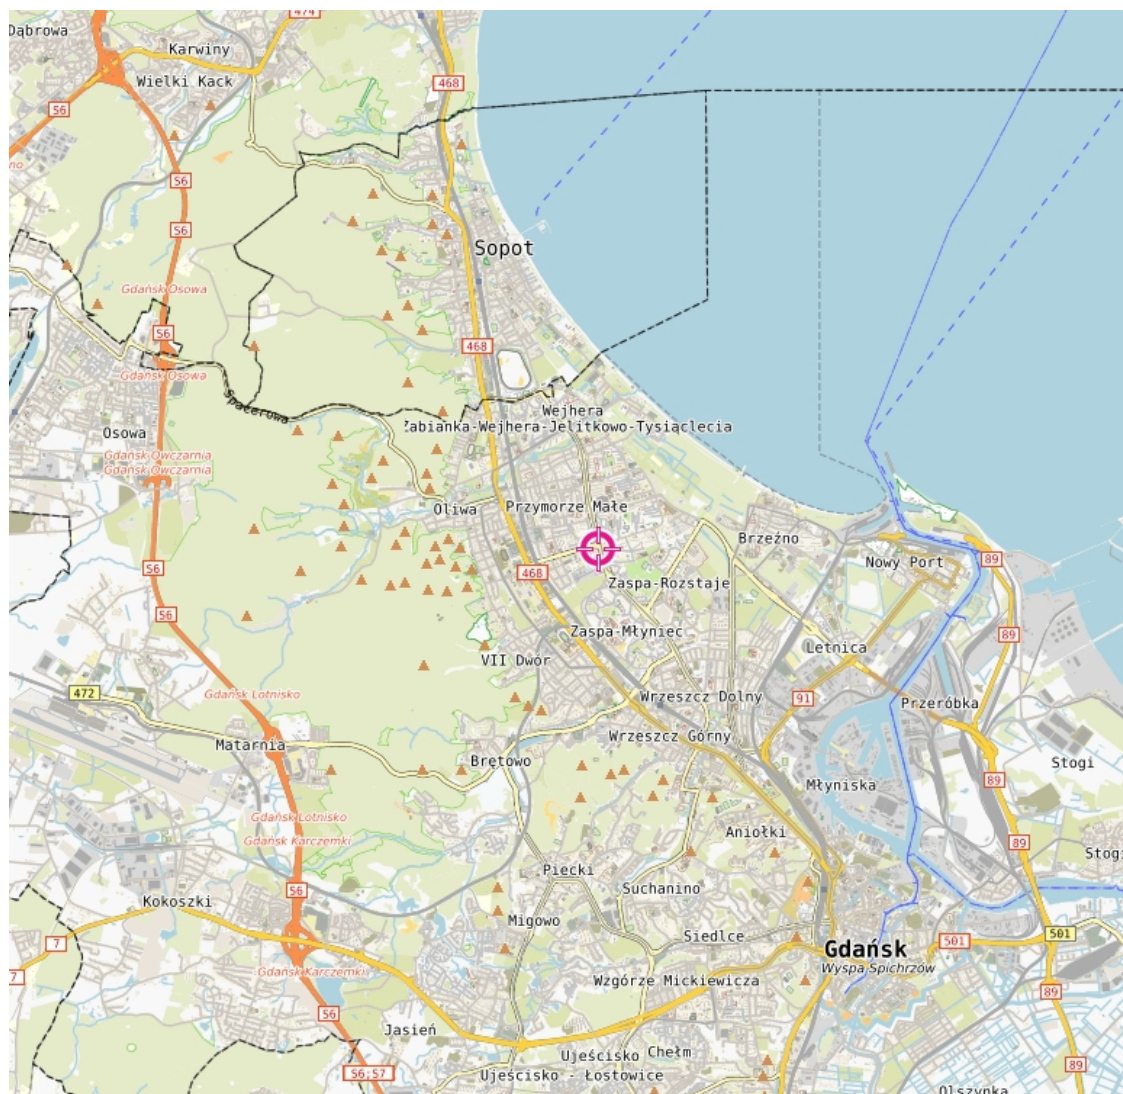 474
Dąbrowa
Karwiny
Wielki Kack
468
S6
no
S6
S6
Sopot
Gdańsk Osowa
S6
468
Gdańsk Osowa
Spacerowa
Wejhera
Żabianka-Wejhera-Jelitkowo-Tysiąclecia
Osowa
Gdańsk Owczarnia
Gdańsk Owczarnia
Oliwa
Przymorze Małe
Brzeźno
Nowy Port
89
S6
468
Zaspa-Rozstaje
S6
Zaspa-Młyniec
89
Letnica
VII Dwór
472
Gdańsk Lotnisko
Wrzeszcz Dolny
91
Przeróbka
Matarnia
Wrzeszcz Górny
Brętowo
Stogi
Młyniska
89
Gdańsk Lotnisko
Aniołki
Gdańsk Karczemki
89
Stogi
Piecki
S6
Suchanino
Kokoszki
Migowo
Siedlce
501
501
7
Gdańsk
Gdańsk Karczemki
Wyspa Spichrzów
7
Wzgórze Mickiewicza
89
S6
Jasień
Ujeścisko
Chełm
89
S6;S7
Ujeścisko - Łostowice
Olszynka